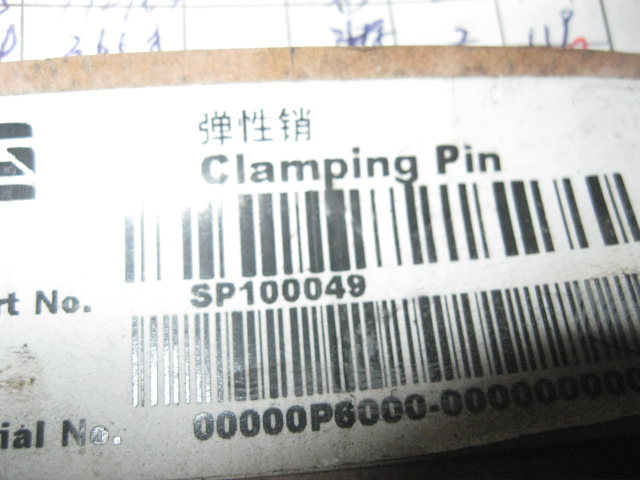 弹性销
Clamping Pin
rt No. SP100049
ial No. 00000P6000-000000000